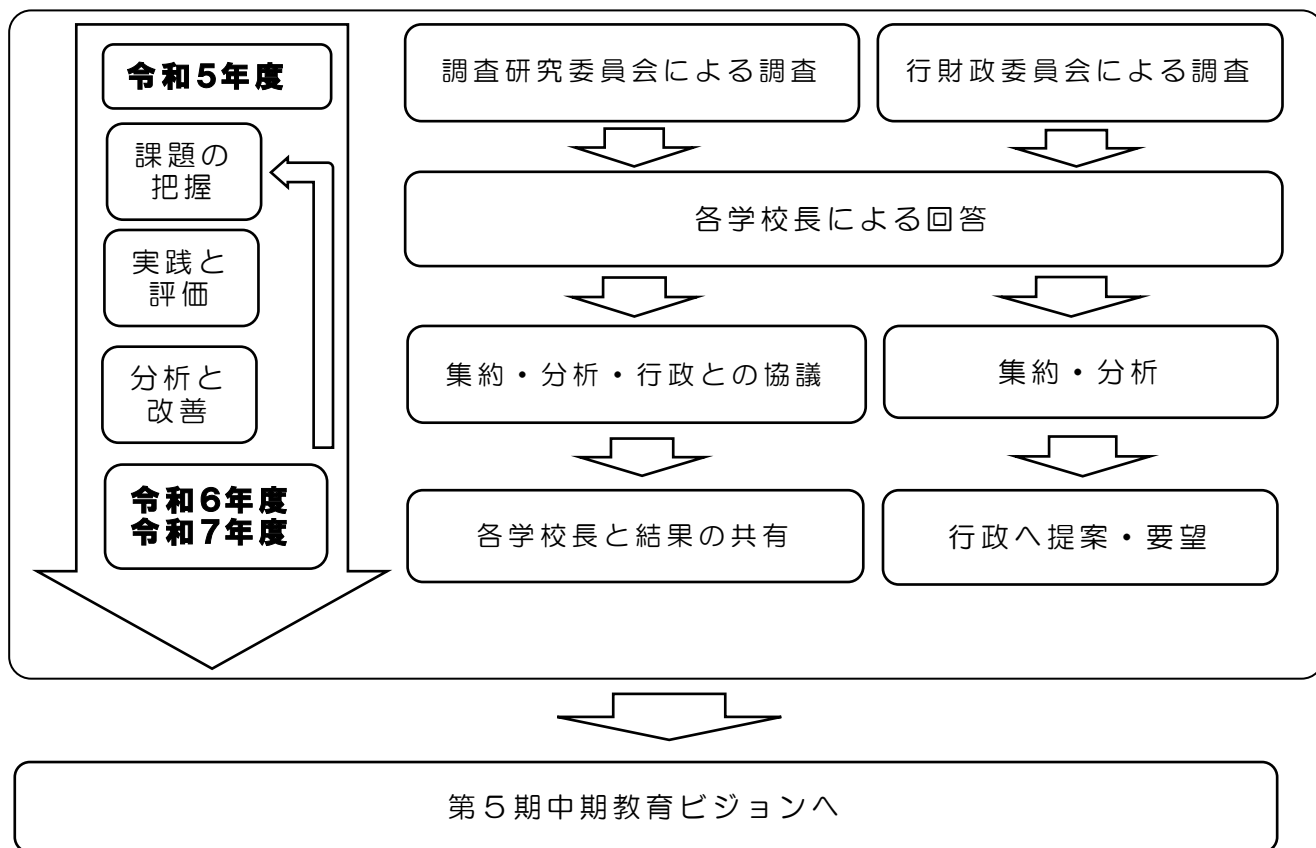 令和5年度
課題の
把握
実践と
評価
分析と
改善
令和6年度
令和7年度
調査研究委員会による調査
行財政委員会による調査
各学校長による回答
集約・分析・行政との協議
集約・分析
各学校長と結果の共有
行政へ提案・要望
第５期中期教育ビジョンへ